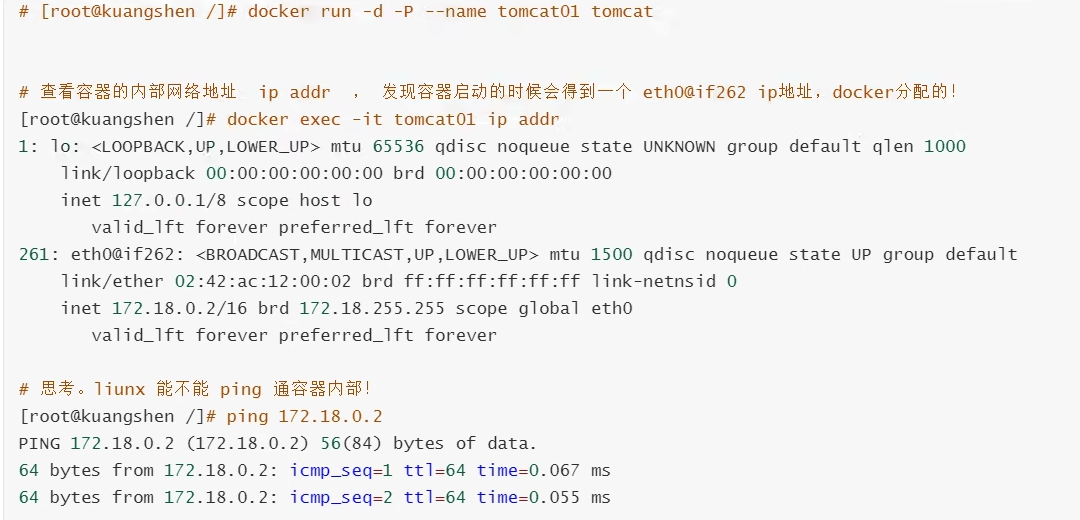 # [root@kuangshen /]# docker run -d -P --name tomcat01 tomcat
# 查看容器的内部网络地址 ip addr ， 发现容器启动的时候会得到一个 eth0@if262 ip地址，docker分配的！
[root@kuangshen /]# docker exec -it tomcat01 ip addr
1: lo: <LOOPBACK,UP,LOWER_UP> mtu 65536 qdisc noqueue state UNKNOWN group default qlen 1000
link/loopback 00:00:00:00:00:00 brd 00:00:00:00:00:00
inet 127.0.0.1/8 scope host lo
valid_lft forever preferred_lft forever
261: eth0@if262: <BROADCAST,MULTICAST,UP,LOWER_UP> mtu 1500 qdisc noqueue state UP group default
link/ether 02:42:ac:12:00:02 brd ff:ff:ff:ff:ff:ff link-netnsid 0
inet 172.18.0.2/16 brd 172.18.255.255 scope global eth0
valid_lft forever preferred_lft forever
# 思考。liunx 能不能 ping 通容器内部！
[root@kuangshen /]# ping 172.18.0.2
PING 172.18.0.2 (172.18.0.2) 56(84) bytes of data.
64 bytes from 172.18.0.2: icmp_seq=1 ttl=64 time=0.067 ms
64 bytes from 172.18.0.2: icmp_seq=2 ttl=64 time=0.055 ms